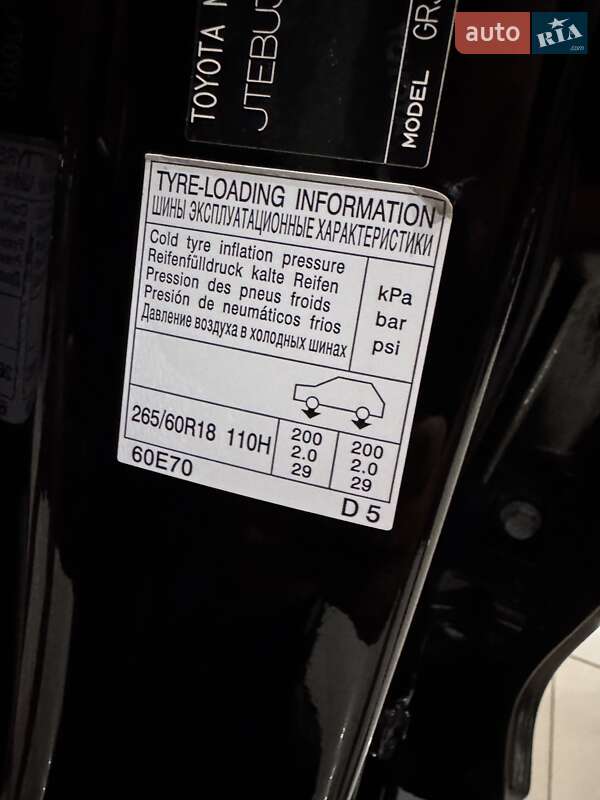 auto RIA .com
TOYOTA
JTEBU
MODEL GR
TYRE-LOADING INFORMATION
ШИНЫ ЭКСПЛУАТАЦИОННЫЕ ХАРАКТЕРИСТИКИ
Cold tyre inflation pressure
Reifenfülldruck kalte Reifen
Pression des pneus froids
Presión de neumáticos frios
Давление воздуха в холодных шинах
kPa
bar
psi
265/60R18 110H
200
2.0
29
200
2.0
29
60E70
D 5